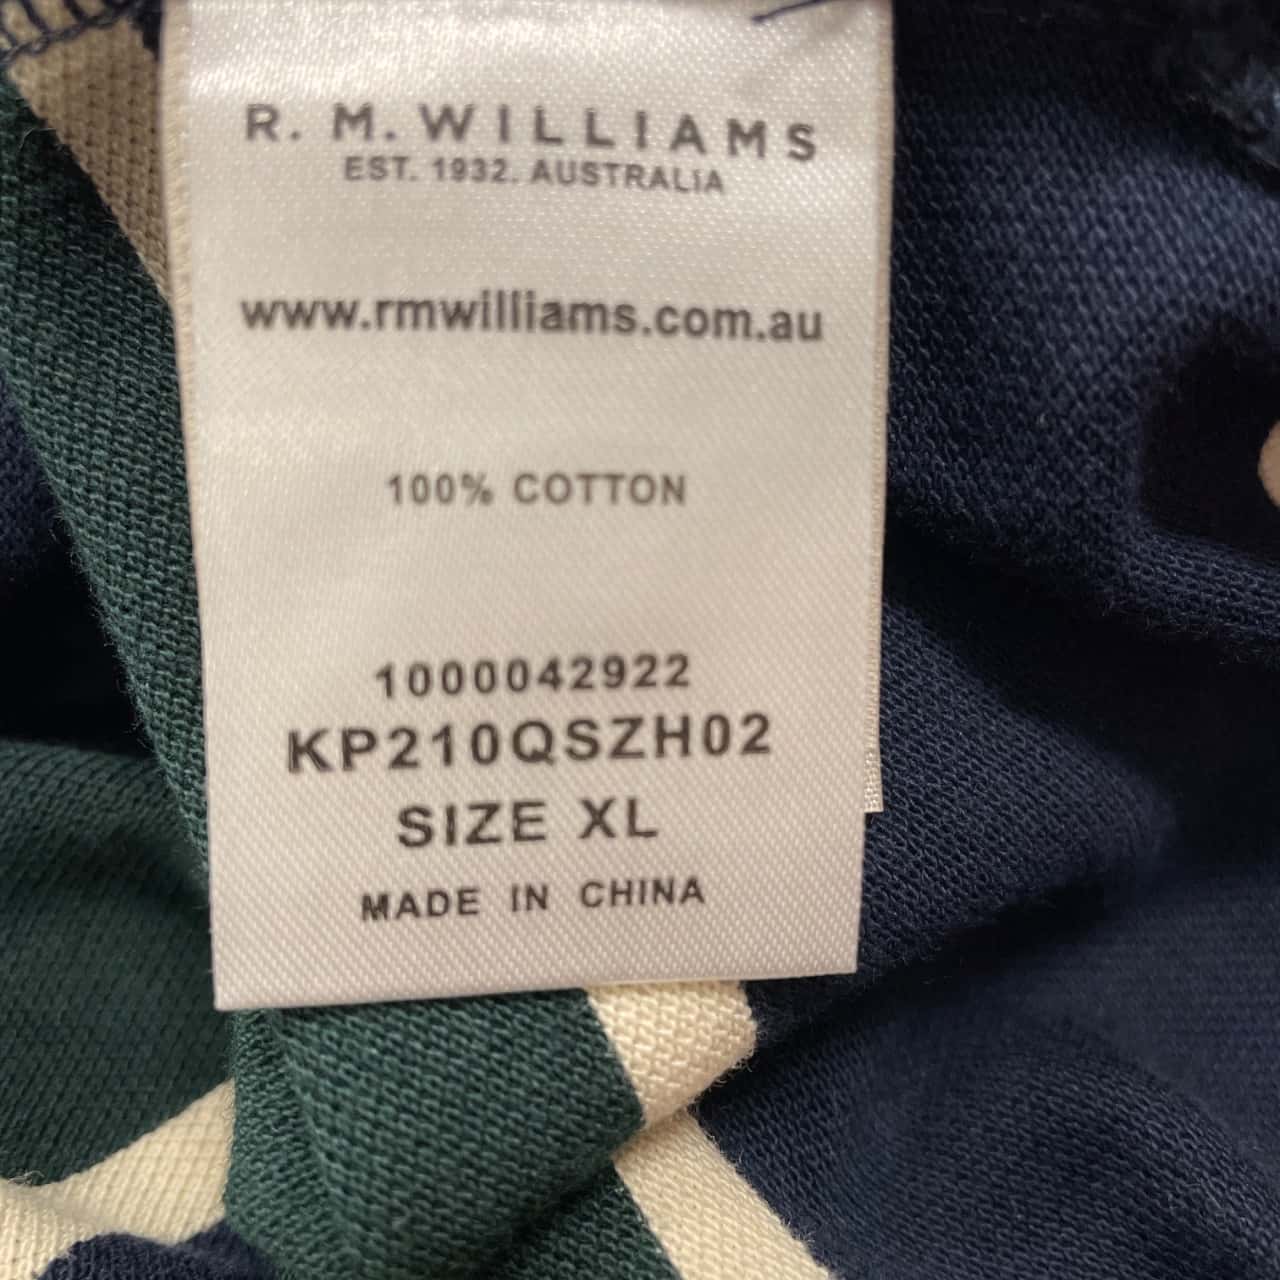 R. M. WILLIAMS
EST. 1932. AUSTRALIA
www.rmwilliams.com.au
100% COTTON
1000042922
KP210QSZH02
SIZE XL
MADE IN CHINA